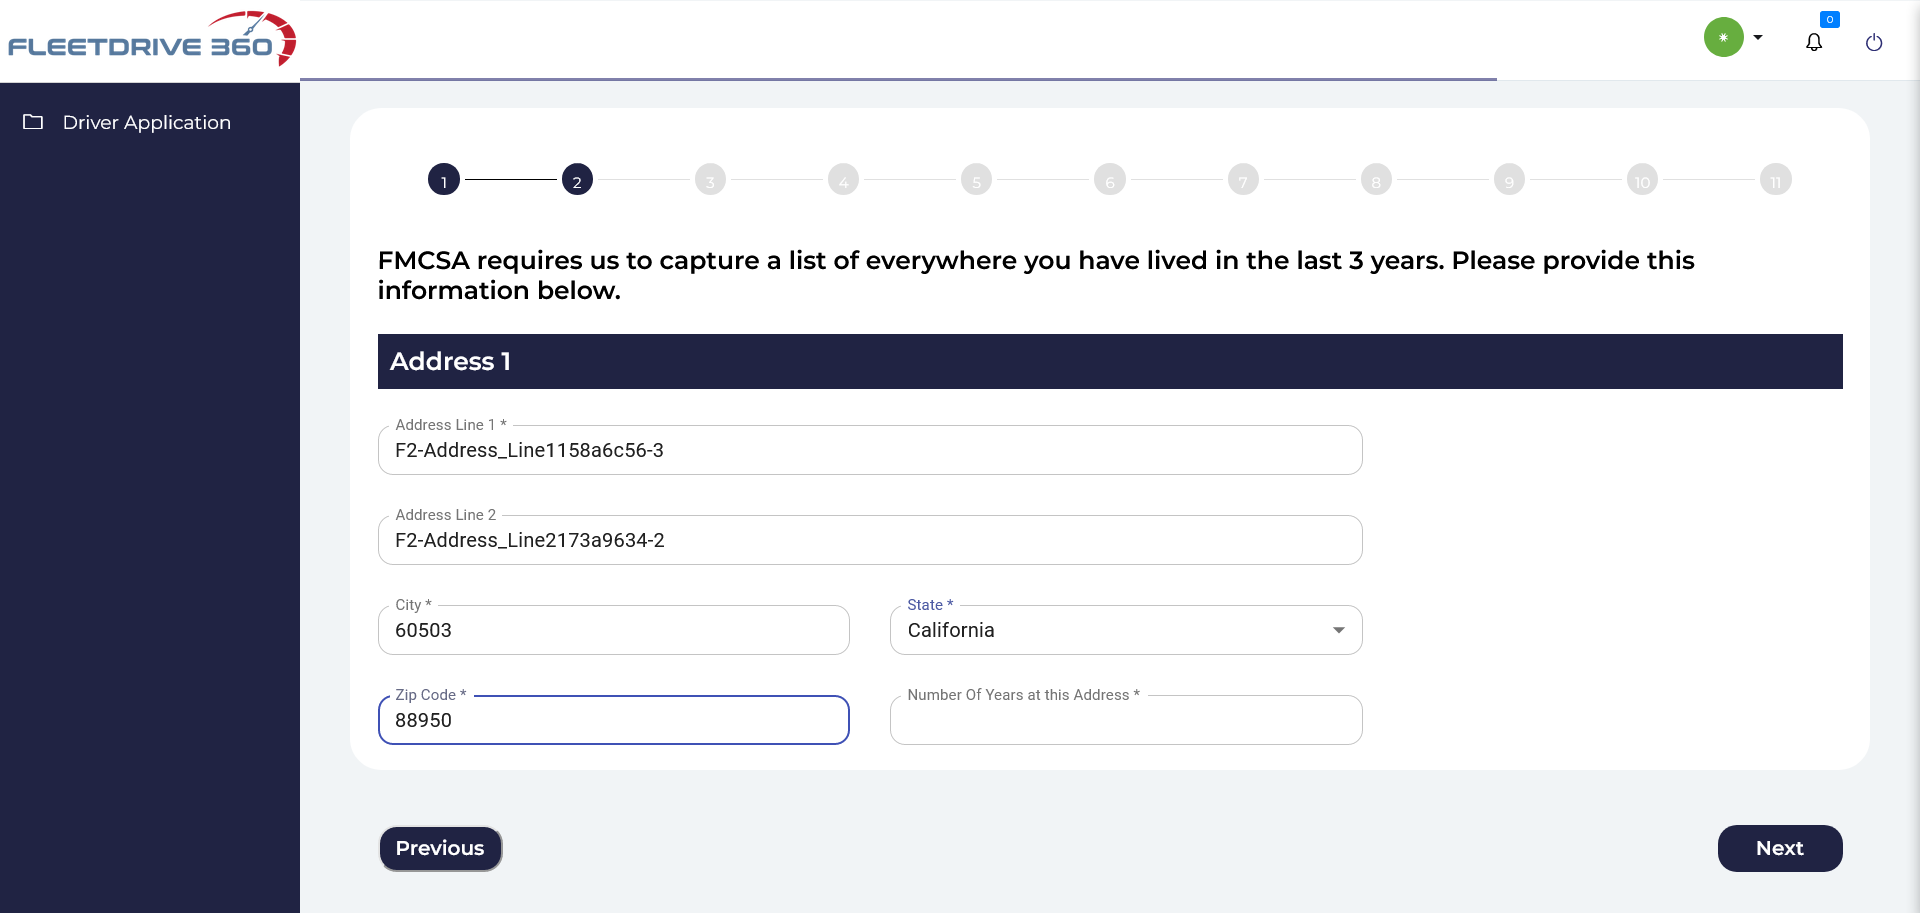 FLEETDRIVE 360
0
Driver Application
1
2
3
4
5
6
7
8
9
10
11
FMCSA requires us to capture a list of everywhere you have lived in the last 3 years. Please provide this
information below.
Address 1
Address Line 1 *
F2-Address_Line1158a6c56-3
Address Line 2
F2-Address_Line2173a9634-2
City *
60503
State *
California
Zip Code *
88950
Number Of Years at this Address *
Previous
Next